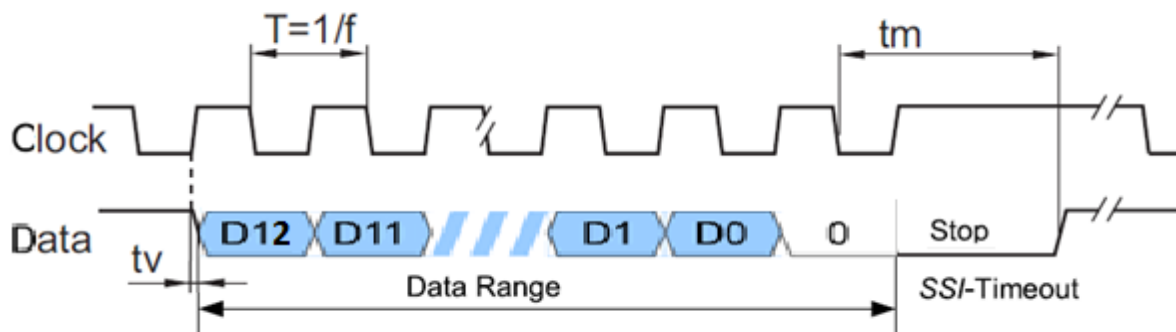 T=1/f
tm
Clock
Data
D12
D11
D1
D0
0
Stop
tv
Data Range
SSI-Timeout